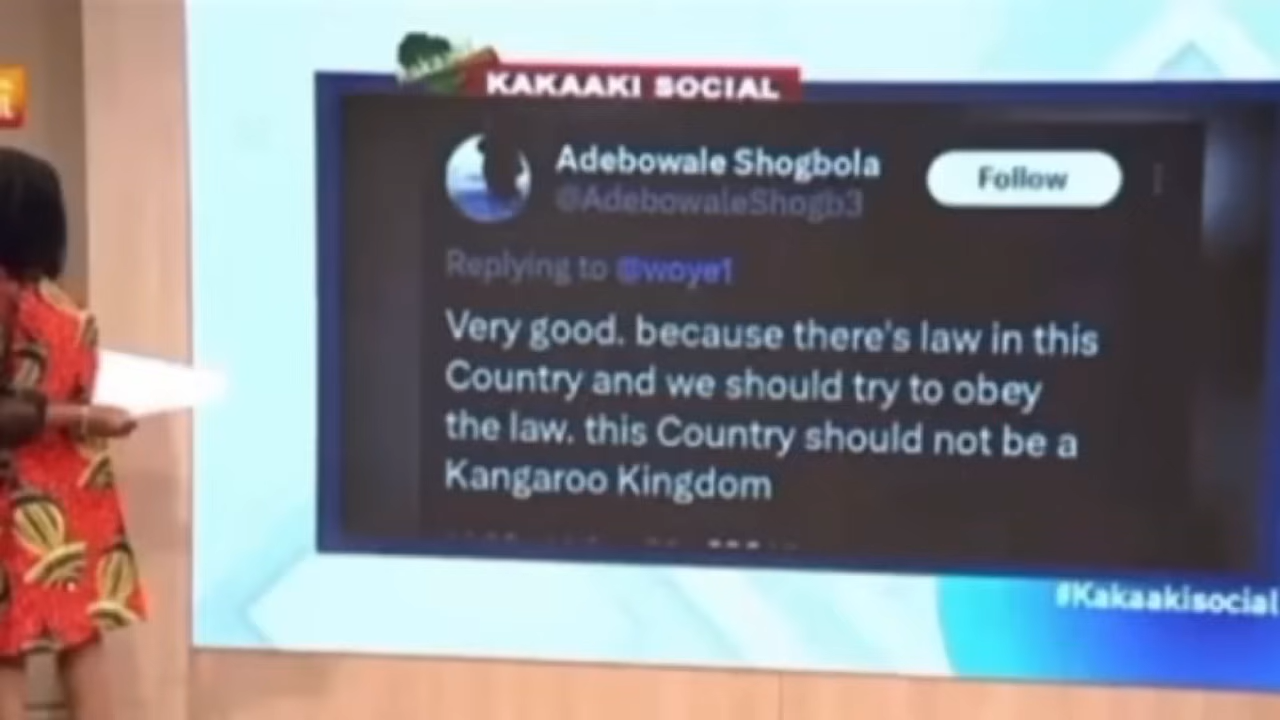 KAKAAKI SOCIAL
Adebowale Shogbola
Follow
@AdebowaleShogb3
Replying to @woye1
Very good. because there's law in this
Country and we should try to obey
the law. this Country should not be a
Kangaroo Kingdom
#Kakaakisocial